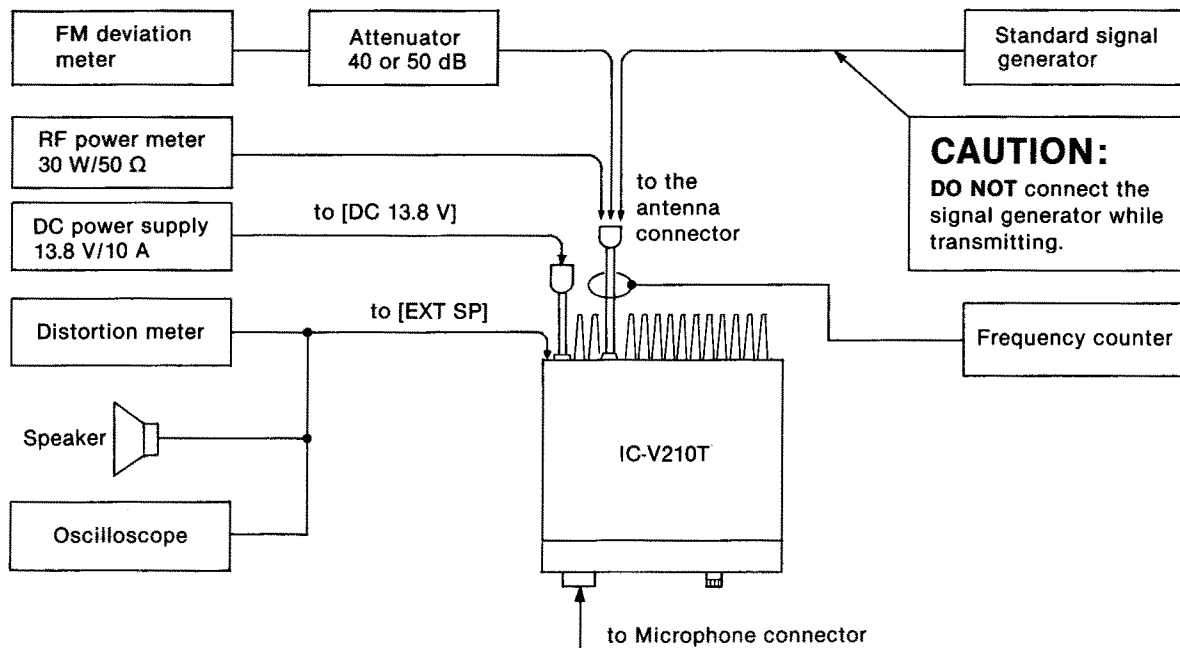 FM deviation
meter
Attenuator
40 or 50 dB
Standard signal
generator
RF power meter
30 W/50 Ω
CAUTION:
DO NOT connect the
signal generator while
transmitting.
to the
antenna
connector
to [DC 13.8 V]
DC power supply
13.8 V/10 A
Distortion meter
to [EXT SP]
Frequency counter
Speaker
IC-V210T
Oscilloscope
to Microphone connector